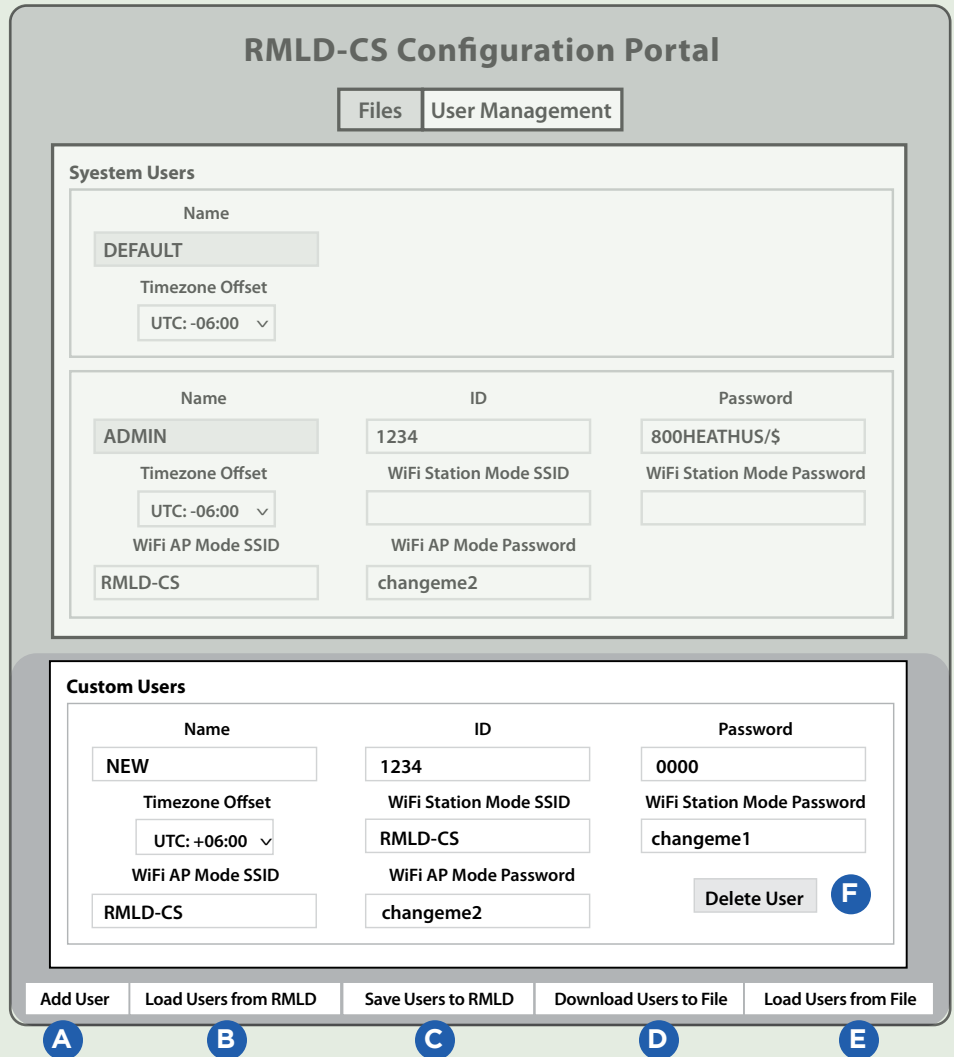 RMLD-CS Configuration Portal
Files User Management
Syestem Users
Name
DEFAULT
Timezone Offset
UTC: -06:00
Name ID Password
ADMIN 1234 800HEATHUS/$
Timezone Offset WiFi Station Mode SSID WiFi Station Mode Password
UTC: -06:00
WiFi AP Mode SSID WiFi AP Mode Password
RMLD-CS changeme2
Custom Users
Name ID Password
NEW 1234 0000
Timezone Offset WiFi Station Mode SSID WiFi Station Mode Password
UTC: +06:00 RMLD-CS changeme1
WiFi AP Mode SSID WiFi AP Mode Password
Delete User F
RMLD-CS changeme2
Add User Load Users from RMLD Save Users to RMLD Download Users to File Load Users from File
A B C D E